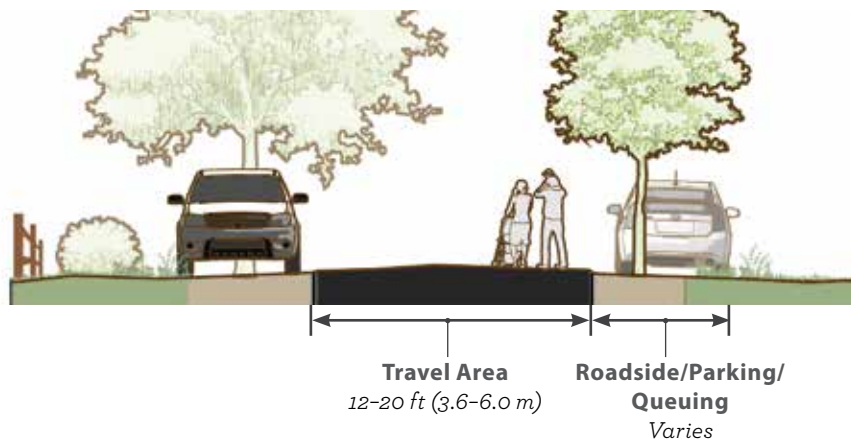 Travel Area
12–20 ft (3.6–6.0 m)
Roadside/Parking/
Queuing
Varies